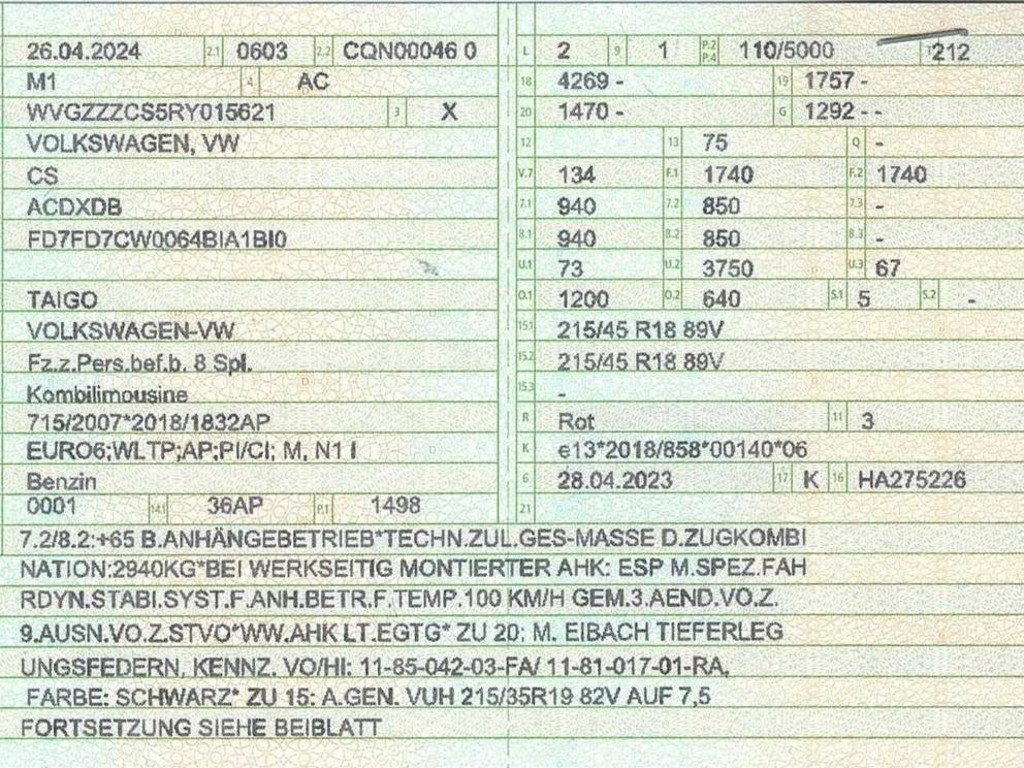 26.04.2024 2.1 0603 2.2 CQN00046 0
M1 4 AC
WVGZZZCS5RY015621 3 X
VOLKSWAGEN, VW
CS
ACDXDB
FD7FD7CW0064BIA1BI0
TAIGO
VOLKSWAGEN-VW
Fz.z.Pers.bef.b. 8 Spl.
Kombilimousine
715/2007*2018/1832AP
EURO6;WLTP;AP;PI/CI; M, N1 I
Benzin
0001 14.1 36AP P.1 1498
L 2 9 1 P.2 P.4 110/5000 T 212
18 4269 - 19 1757 -
20 1470 - G 1292 - -
12 13 75 Q -
V.7 134 F.1 1740 F.2 1740
7.1 940 7.2 850 7.3 -
8.1 940 8.2 850 8.3 -
U.1 73 U.2 3750 U.3 67
O.1 1200 O.2 640 S.1 5 S.2 -
15.1 215/45 R18 89V
15.2 215/45 R18 89V
15.3 -
R Rot 11 3
K e13*2018/858*00140*06
6 28.04.2023 17 K 16 HA275226
21
7.2/8.2:+65 B.ANHÄNGEBETRIEB*TECHN.ZUL.GES-MASSE D.ZUGKOMBI
NATION:2940KG*BEI WERKSEITIG MONTIERTER AHK: ESP M.SPEZ.FAH
RDYN.STABI.SYST.F.ANH.BETR.F.TEMP.100 KM/H GEM.3.AEND.VO.Z.
9.AUSN.VO.Z.STVO*WW.AHK LT.EGTG* ZU 20: M. EIBACH TIEFERLEG
UNGSFEDERN, KENNZ. VO/HI: 11-85-042-03-FA/ 11-81-017-01-RA,
FARBE: SCHWARZ* ZU 15: A.GEN. VUH 215/35R19 82V AUF 7,5
FORTSETZUNG SIEHE BEIBLATT